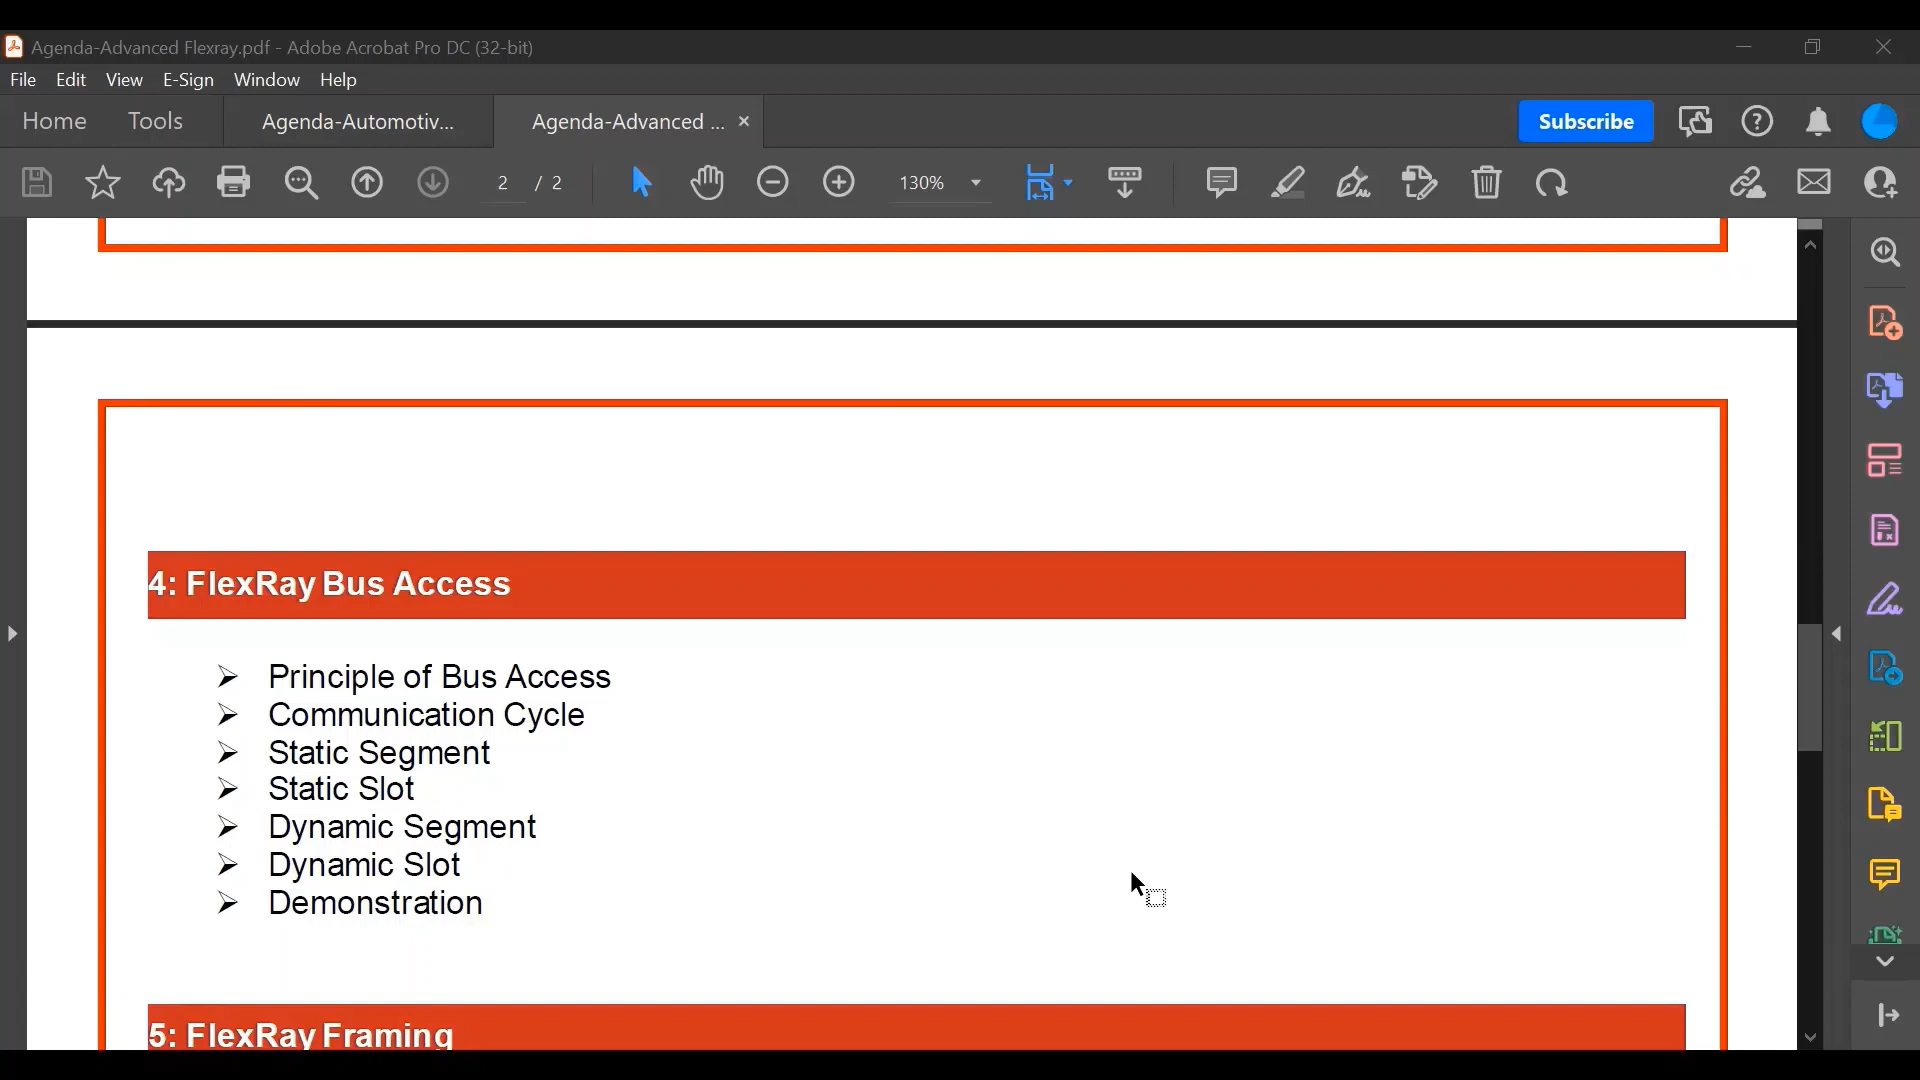 Agenda-Advanced Flexray.pdf - Adobe Acrobat Pro DC (32-bit)
File Edit View E-Sign Window Help
Home Tools Agenda-Automotiv... Agenda-Advanced ... Subscribe
2 / 2 130%
4: FlexRay Bus Access
Principle of Bus Access
Communication Cycle
Static Segment
Static Slot
Dynamic Segment
Dynamic Slot
Demonstration
5: FlexRay Framing